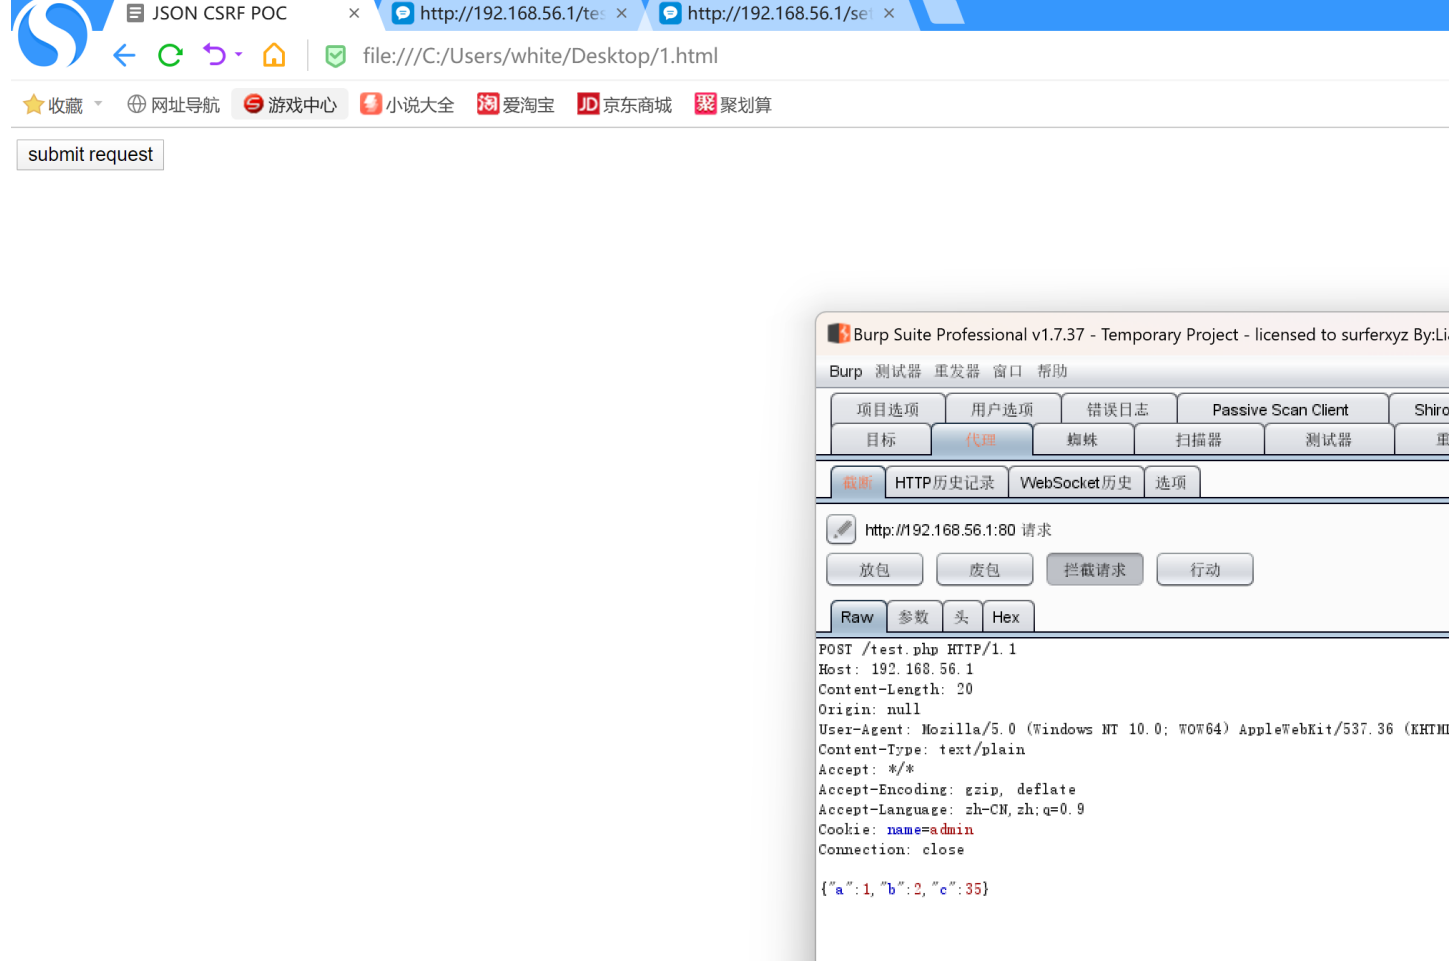 JSON CSRF POC
http://192.168.56.1/tes
http://192.168.56.1/set
file:///C:/Users/white/Desktop/1.html
收藏 网址导航 游戏中心 小说大全 爱淘宝 京东商城 聚划算
submit request
Burp Suite Professional v1.7.37 - Temporary Project - licensed to surferxyz By:Li
Burp 测试器 重发器 窗口 帮助
项目选项 用户选项 错误日志 Passive Scan Client Shiro
目标 代理 蜘蛛 扫描器 测试器 重
截断 HTTP历史记录 WebSocket历史 选项
http://192.168.56.1:80 请求
放包 废包 拦截请求 行动
Raw 参数 头 Hex
POST /test.php HTTP/1.1
Host: 192.168.56.1
Content-Length: 20
Origin: null
User-Agent: Mozilla/5.0 (Windows NT 10.0; WOW64) AppleWebKit/537.36 (KHTML
Content-Type: text/plain
Accept: */*
Accept-Encoding: gzip, deflate
Accept-Language: zh-CN,zh;q=0.9
Cookie: name=admin
Connection: close
{"a":1,"b":2,"c":35}